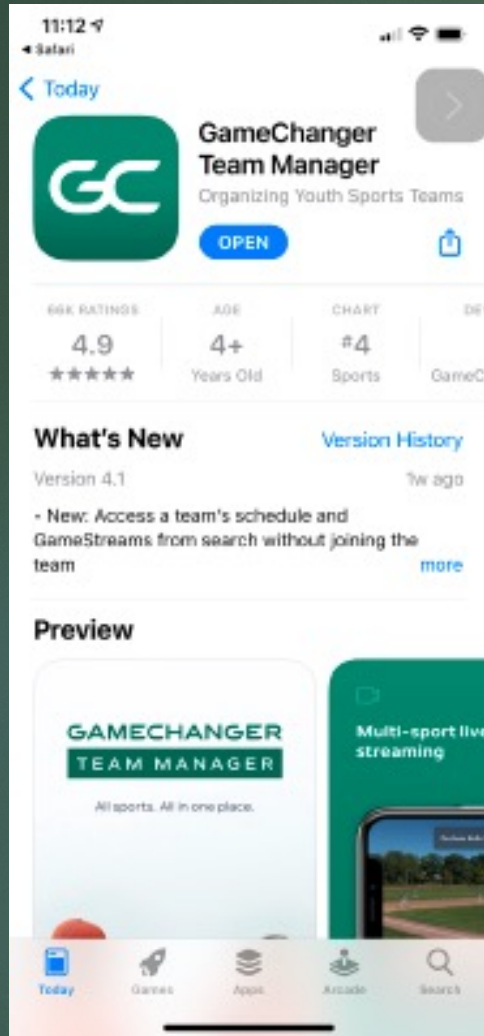 11:12
Safari
Today
GC
GameChanger
Team Manager
Organizing Youth Sports Teams
OPEN
66K RATINGS
4.9
AGE
4+
Years Old
CHART
#4
Sports
DE
GameC
What's New
Version History
Version 4.1
1w ago
- New: Access a team's schedule and
GameStreams from search without joining the
team
more
Preview
GAMECHANGER
TEAM MANAGER
All sports. All in one place.
Multi-sport live
streaming
Today
Games
Apps
Arcade
Search